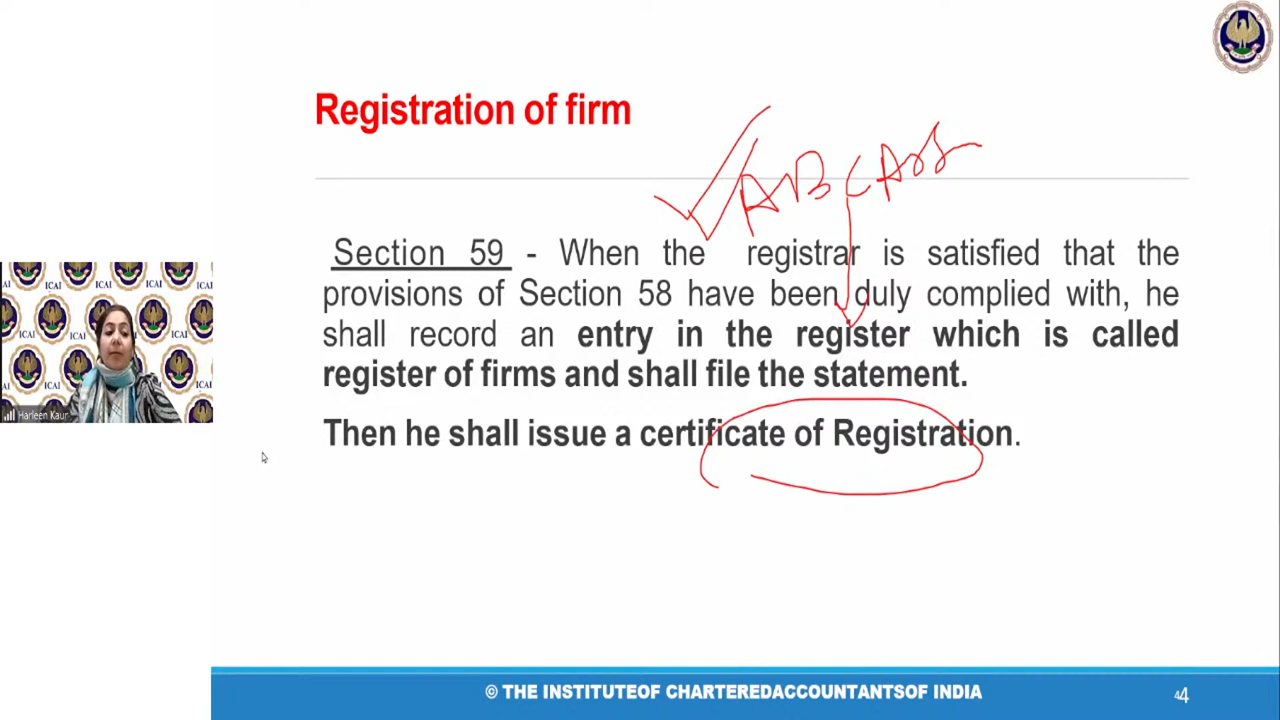 Registration of firm
ABC
Section 59 - When the registrar is satisfied that the
provisions of Section 58 have been duly complied with, he
shall record an entry in the register which is called
register of firms and shall file the statement.
Then he shall issue a certificate of Registration.
ICAI
Harleen Kaur
© THE INSTITUTEOF CHARTEREDACCOUNTANTSOF INDIA